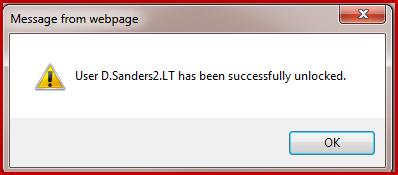 Message from webpage
User D.Sanders2.LT has been successfully unlocked.
OK